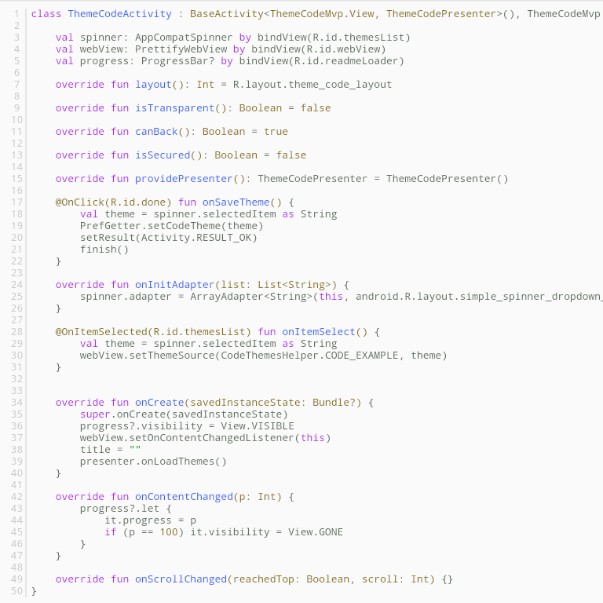 1 class ThemeCodeActivity : BaseActivity<ThemeCodeMvp.View, ThemeCodePresenter>(), ThemeCodeMvp
2
3 val spinner: AppCompatSpinner by bindView(R.id.themesList)
4 val webView: PrettifyWebView by bindView(R.id.webView)
5 val progress: ProgressBar? by bindView(R.id.readmeLoader)
6
7 override fun layout(): Int = R.layout.theme_code_layout
8
9 override fun isTransparent(): Boolean = false
10
11 override fun canBack(): Boolean = true
12
13 override fun isSecured(): Boolean = false
14
15 override fun providePresenter(): ThemeCodePresenter = ThemeCodePresenter()
16
17 @OnClick(R.id.done) fun onSaveTheme() {
18 val theme = spinner.selectedItem as String
19 PrefGetter.setCodeTheme(theme)
20 setResult(Activity.RESULT_OK)
21 finish()
22 }
23
24 override fun onInitAdapter(list: List<String>) {
25 spinner.adapter = ArrayAdapter<String>(this, android.R.layout.simple_spinner_dropdown_
26 }
27
28 @OnItemSelected(R.id.themesList) fun onItemSelect() {
29 val theme = spinner.selectedItem as String
30 webView.setThemeSource(CodeThemesHelper.CODE_EXAMPLE, theme)
31 }
32
33
34 override fun onCreate(savedInstanceState: Bundle?) {
35 super.onCreate(savedInstanceState)
36 progress?.visibility = View.VISIBLE
37 webView.setOnContentChangedListener(this)
38 title = ""
39 presenter.onLoadThemes()
40 }
41
42 override fun onContentChanged(p: Int) {
43 progress?.let {
44 it.progress = p
45 if (p == 100) it.visibility = View.GONE
46 }
47 }
48
49 override fun onScrollChanged(reachedTop: Boolean, scroll: Int) {}
50 }